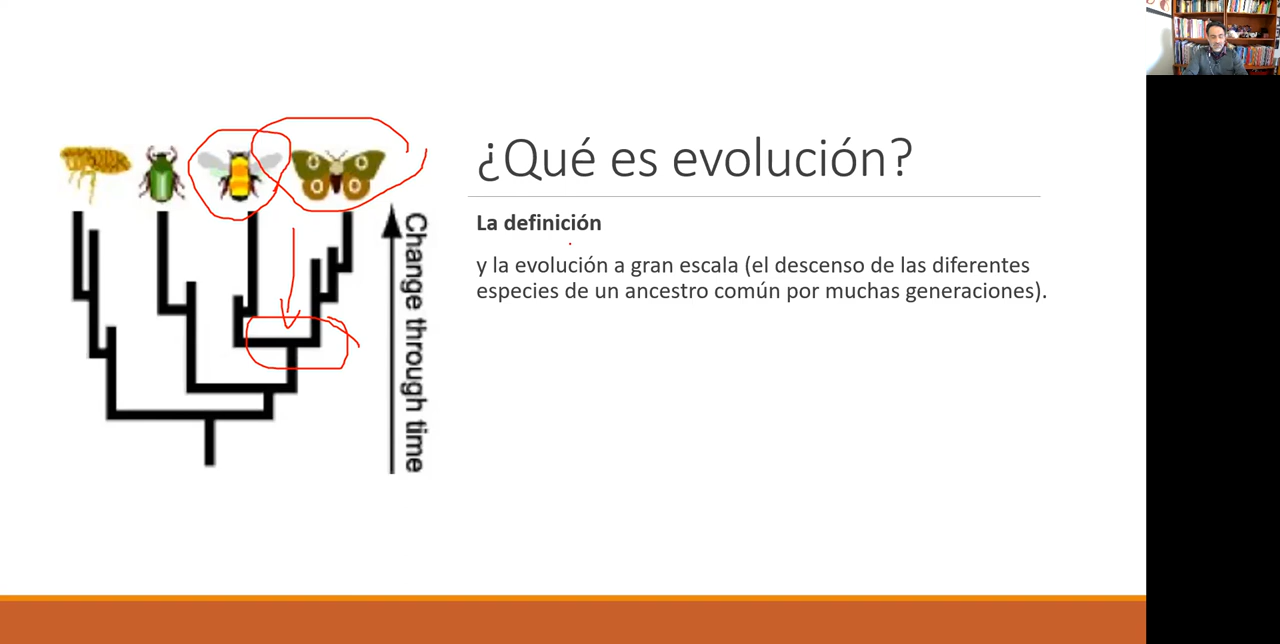 ¿Qué es evolución?
La definición
y la evolución a gran escala (el descenso de las diferentes
especies de un ancestro común por muchas generaciones).
Change through time